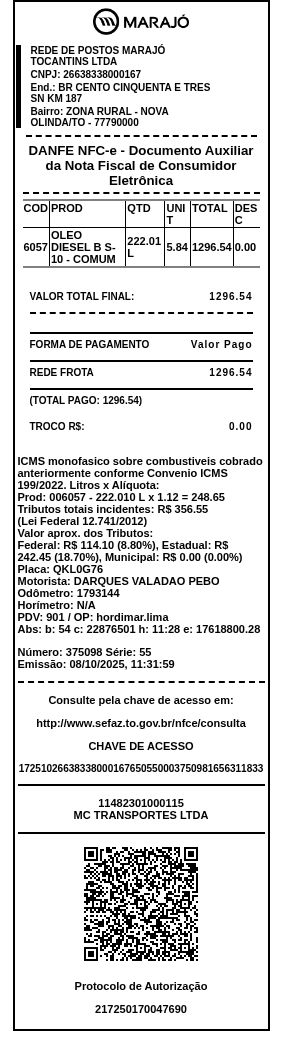 MARAJÓ
REDE DE POSTOS MARAJÓ
TOCANTINS LTDA
CNPJ: 26638338000167
End.: BR CENTO CINQUENTA E TRES
SN KM 187
Bairro: ZONA RURAL - NOVA
OLINDA/TO - 77790000
DANFE NFC-e - Documento Auxiliar
da Nota Fiscal de Consumidor
Eletrônica
COD PROD QTD UNI T TOTAL DES C
6057 OLEO DIESEL B S-10 - COMUM 222.01 L 5.84 1296.54 0.00
VALOR TOTAL FINAL: 1296.54
FORMA DE PAGAMENTO Valor Pago
REDE FROTA 1296.54
(TOTAL PAGO: 1296.54)
TROCO R$: 0.00
ICMS monofasico sobre combustiveis cobrado
anteriormente conforme Convenio ICMS
199/2022. Litros x Alíquota:
Prod: 006057 - 222.010 L x 1.12 = 248.65
Tributos totais incidentes: R$ 356.55
(Lei Federal 12.741/2012)
Valor aprox. dos Tributos:
Federal: R$ 114.10 (8.80%), Estadual: R$
242.45 (18.70%), Municipal: R$ 0.00 (0.00%)
Placa: QKL0G76
Motorista: DARQUES VALADAO PEBO
Odômetro: 1793144
Horímetro: N/A
PDV: 901 / OP: hordimar.lima
Abs: b: 54 c: 22876501 h: 11:28 e: 17618800.28
Número: 375098 Série: 55
Emissão: 08/10/2025, 11:31:59
Consulte pela chave de acesso em:
http://www.sefaz.to.gov.br/nfce/consulta
CHAVE DE ACESSO
17251026638338000167650550003750981656311833
11482301000115
MC TRANSPORTES LTDA
Protocolo de Autorização
217250170047690